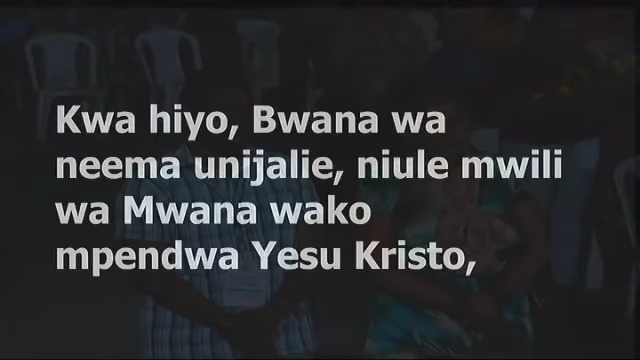 Kwa hiyo, Bwana wa
neema unijalie, niule mwili
wa Mwana wako
mpendwa Yesu Kristo,